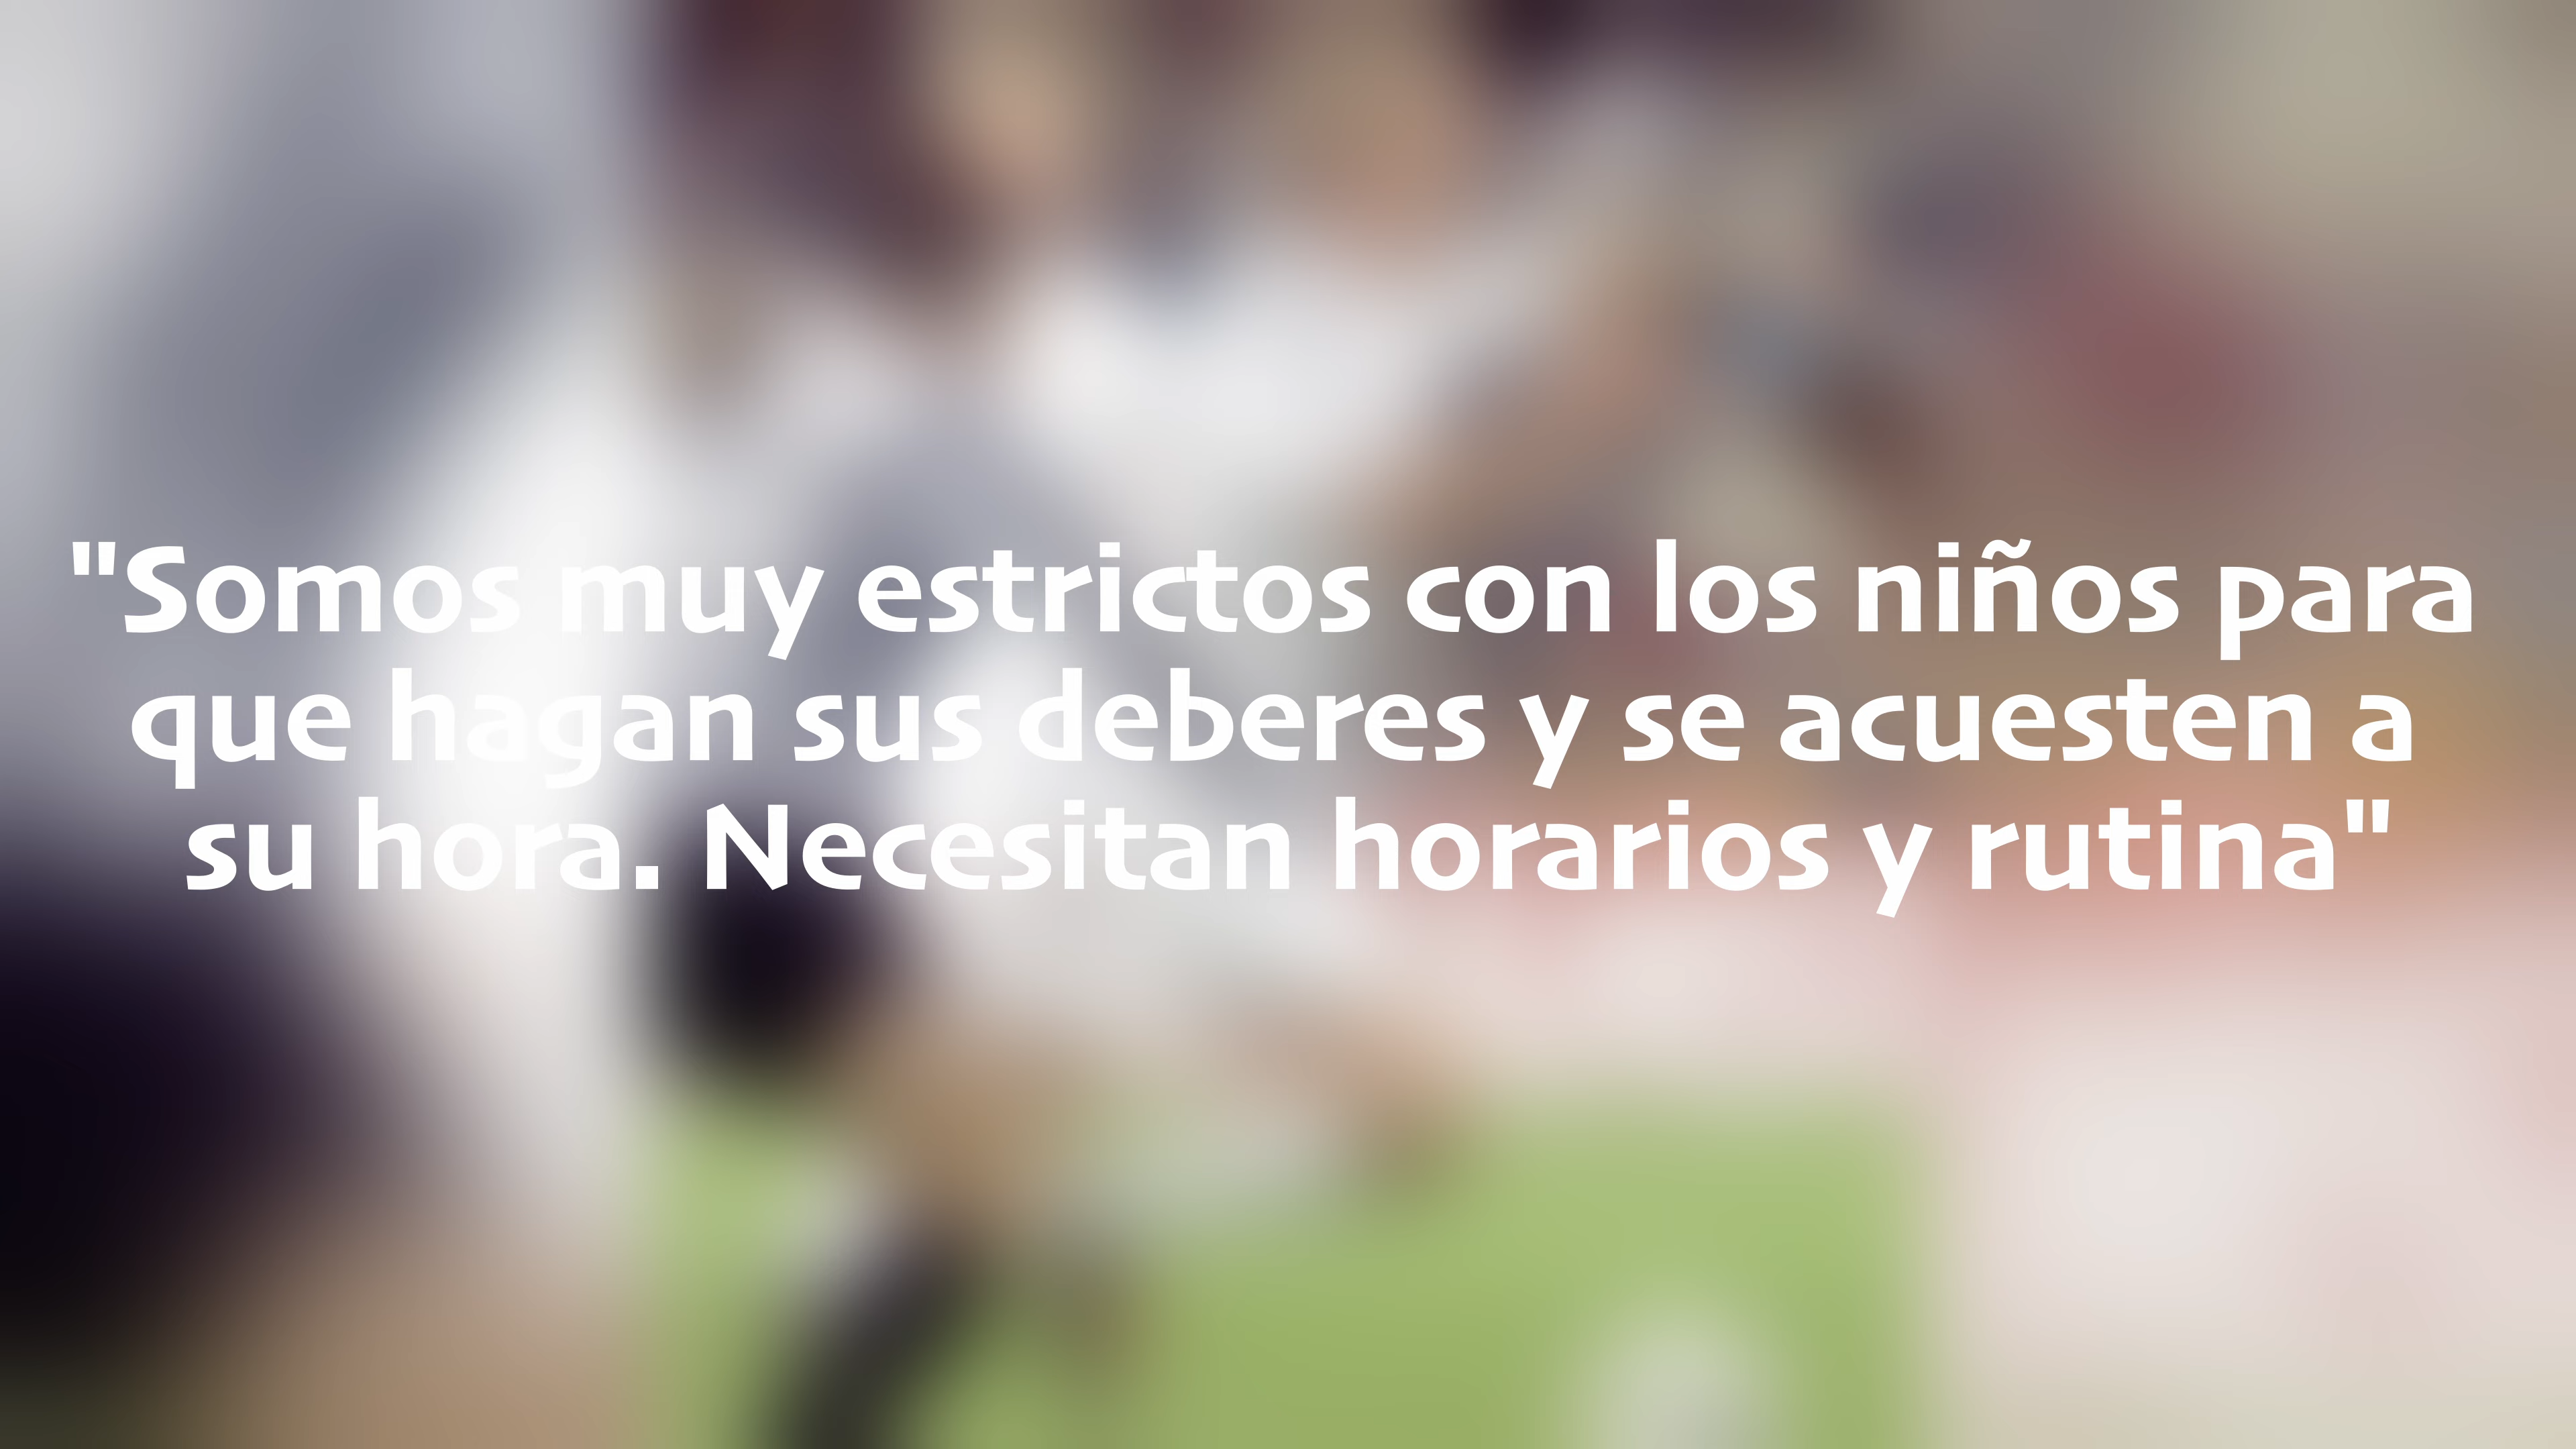 "Somos muy estrictos con los niños para
que hagan sus deberes y se acuesten a
su hora. Necesitan horarios y rutina"